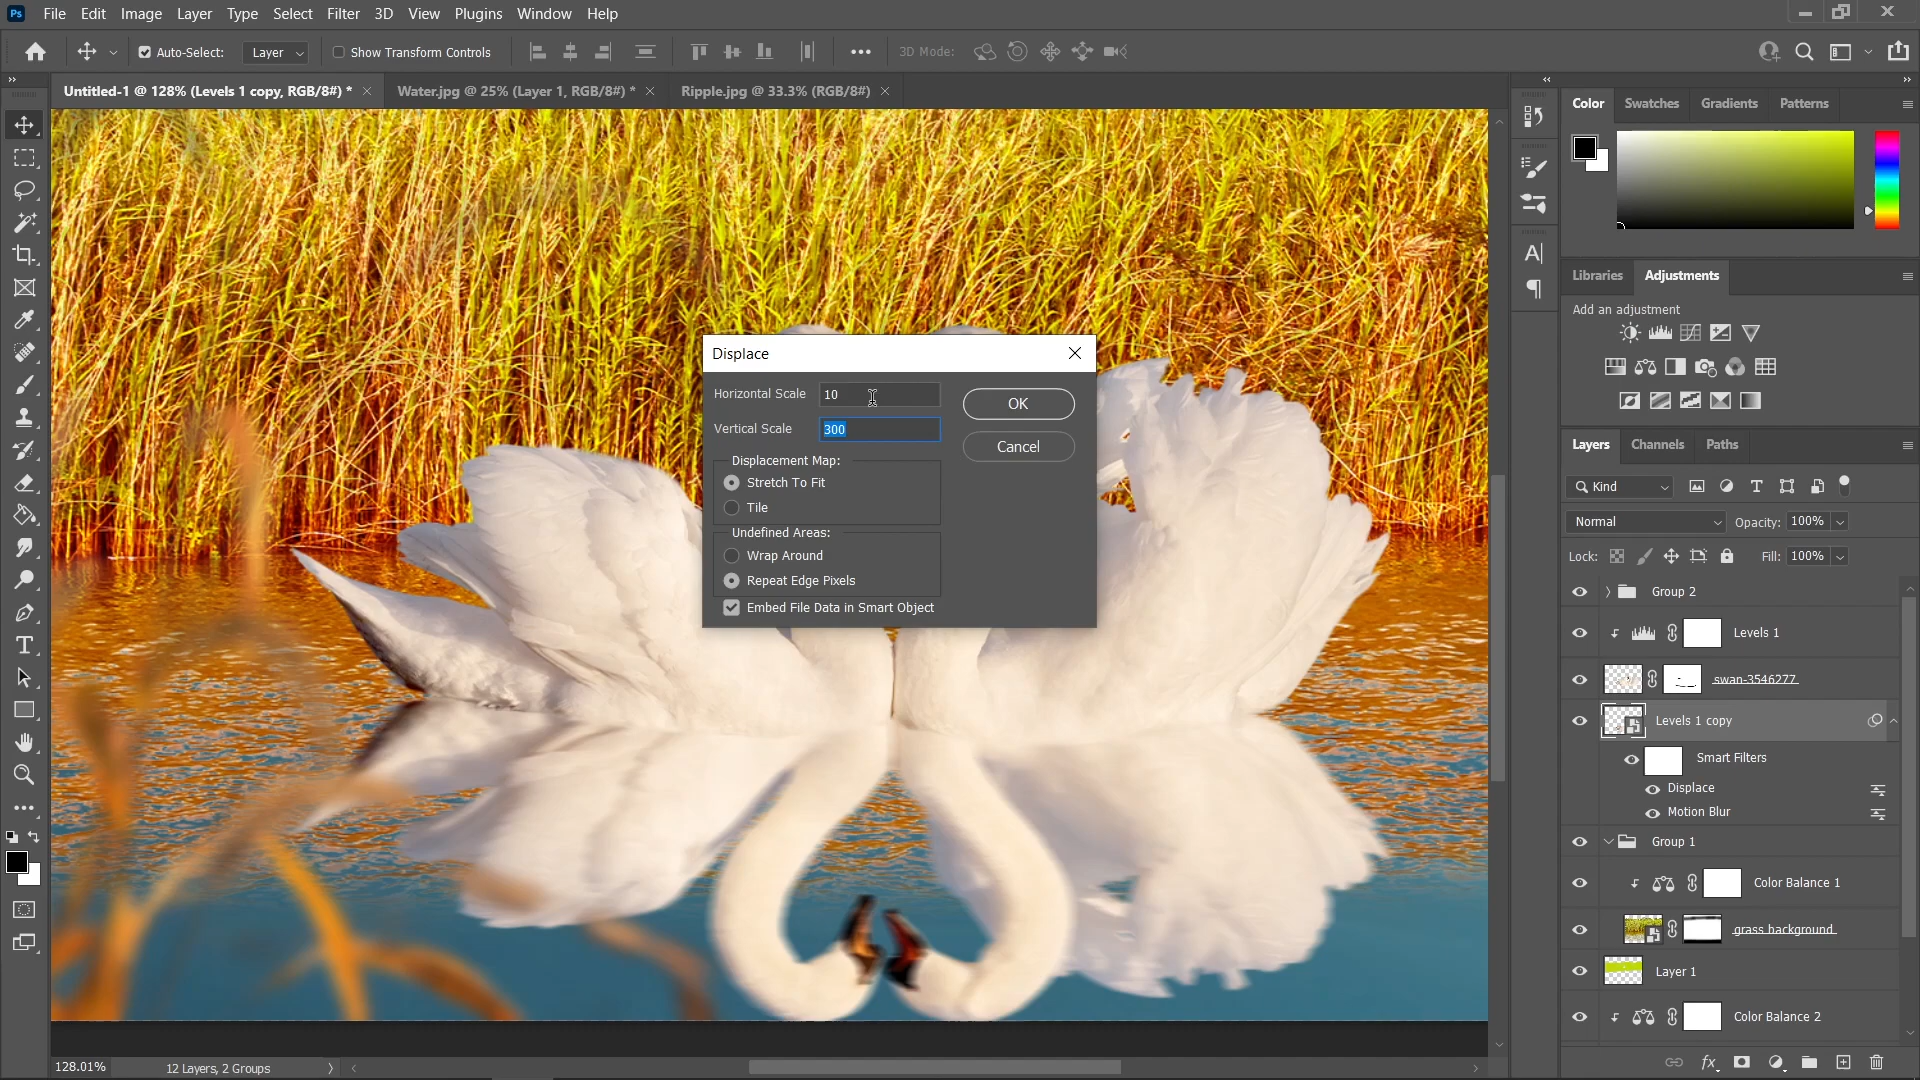 Ps File Edit Image Layer Type Select Filter 3D View Plugins Window Help
Auto-Select: Layer Show Transform Controls 3D Mode:
Untitled-1 @ 128% (Levels 1 copy, RGB/8#) * Water.jpg @ 25% (Layer 1, RGB/8#) * Ripple.jpg @ 33.3% (RGB/8#)
Color Swatches Gradients Patterns
Libraries Adjustments
Add an adjustment
Displace
Horizontal Scale 10
OK
Vertical Scale 300
Cancel
Displacement Map:
Stretch To Fit
Tile
Undefined Areas:
Wrap Around
Repeat Edge Pixels
Embed File Data in Smart Object
Layers Channels Paths
Kind
Normal Opacity: 100%
Lock: Fill: 100%
Group 2
Levels 1
swan-3546277
Levels 1 copy
Smart Filters
Displace
Motion Blur
Group 1
Color Balance 1
grass background
Layer 1
Color Balance 2
128.01% 12 Layers, 2 Groups